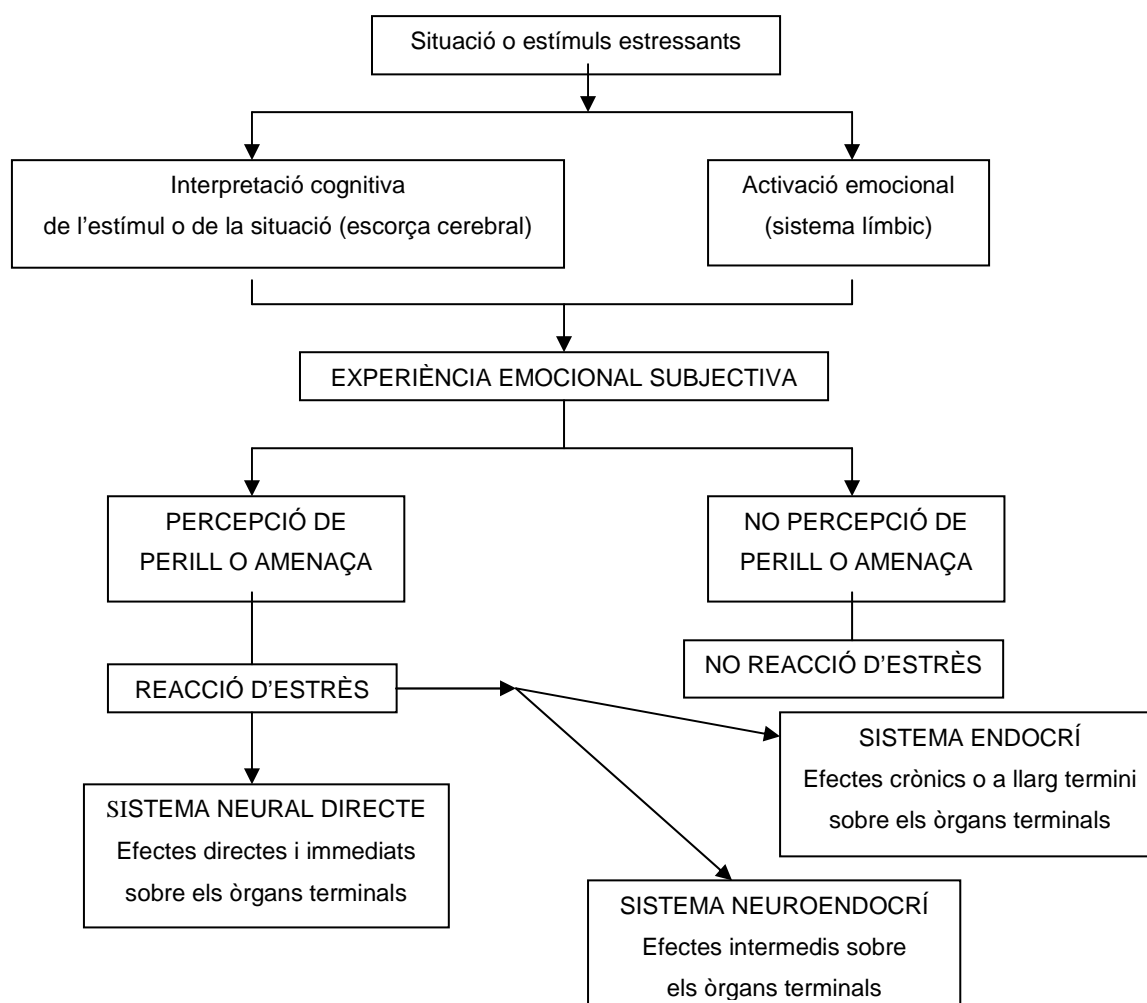 Situació o estímuls estressants
Interpretació cognitiva
de l’estímul o de la situació (escorça cerebral)
Activació emocional
(sistema límbic)
EXPERIÈNCIA EMOCIONAL SUBJECTIVA
PERCEPCIÓ DE
PERILL O AMENAÇA
NO PERCEPCIÓ DE
PERILL O AMENAÇA
NO REACCIÓ D’ESTRÈS
REACCIÓ D’ESTRÈS
SISTEMA ENDOCRÍ
Efectes crònics o a llarg termini
sobre els òrgans terminals
SISTEMA NEURAL DIRECTE
Efectes directes i immediats
sobre els òrgans terminals
SISTEMA NEUROENDOCRÍ
Efectes intermedis sobre
els òrgans terminals